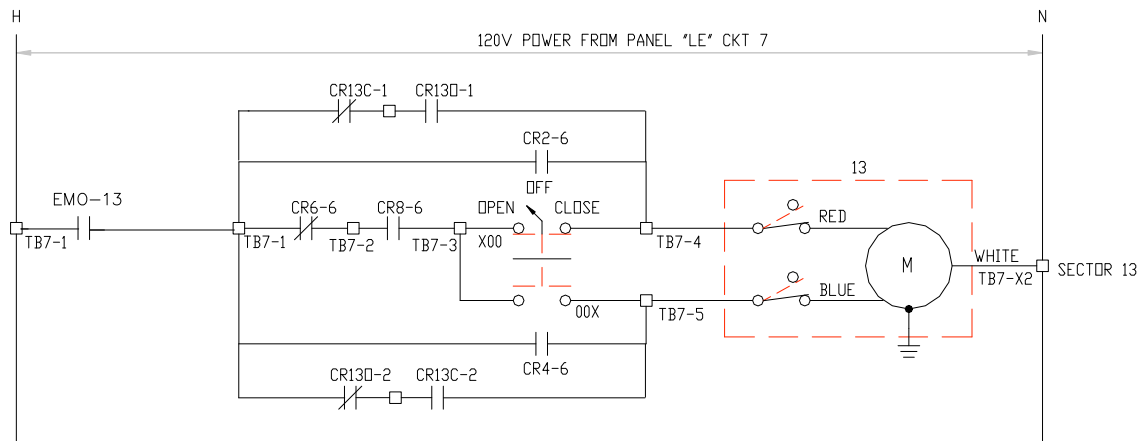 H
N
120V POWER FROM PANEL "LE" CKT 7
CR13C-1
CR13O-1
CR2-6
OFF
13
EMO-13
CR6-6
CR8-6
OPEN
CLOSE
RED
TB7-1
TB7-1
TB7-2
TB7-3
X00
TB7-4
M
WHITE
TB7-X2
SECTOR 13
BLUE
00X
TB7-5
CR4-6
CR13O-2
CR13C-2